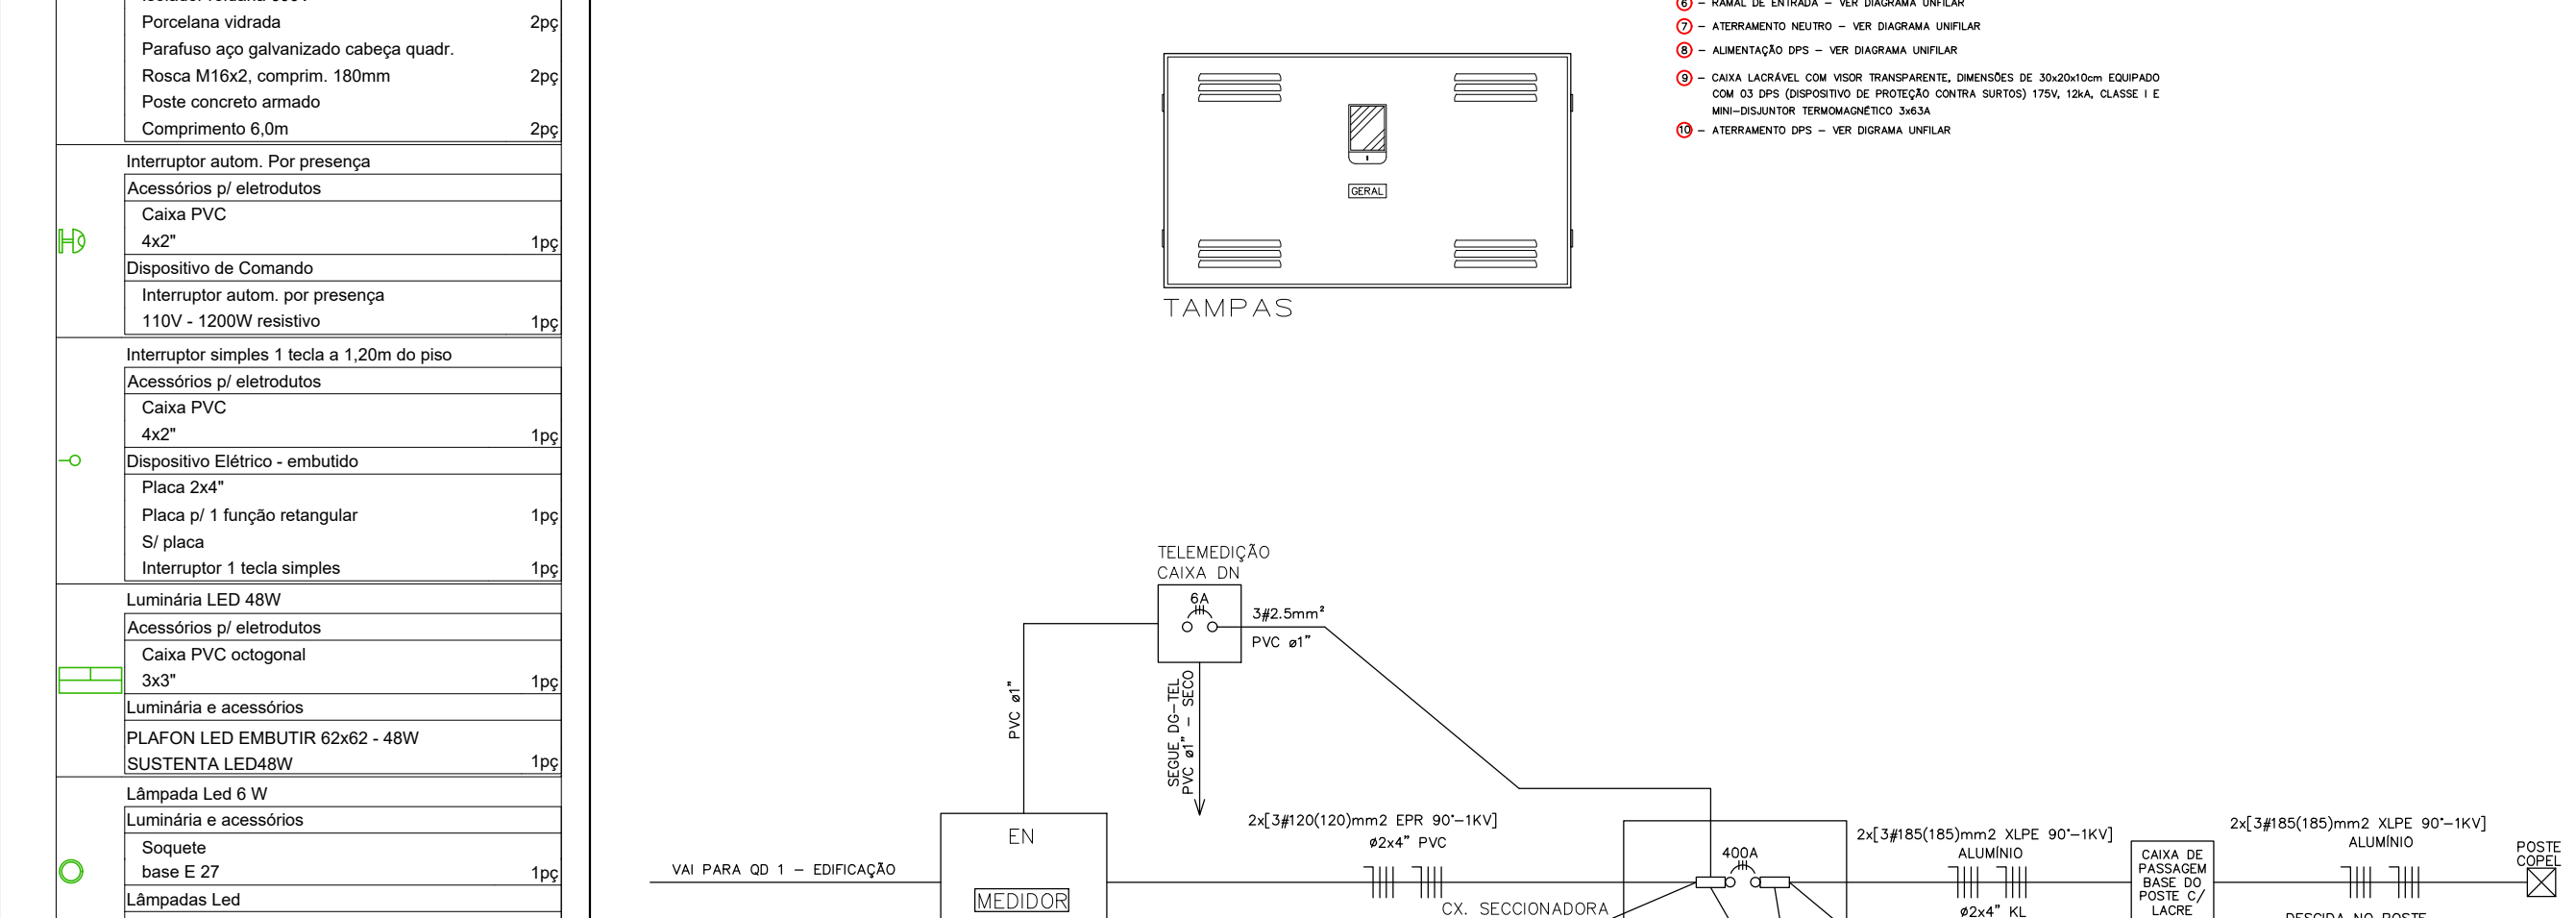 Porcelana vidrada 2pç
Parafuso aço galvanizado cabeça quadr.
Rosca M16x2, comprim. 180mm 2pç
Poste concreto armado
Comprimento 6,0m 2pç
Interruptor autom. Por presença
Acessórios p/ eletrodutos
Caixa PVC
4x2" 1pç
Dispositivo de Comando
Interruptor autom. por presença
110V - 1200W resistivo 1pç
Interruptor simples 1 tecla a 1,20m do piso
Acessórios p/ eletrodutos
Caixa PVC
4x2" 1pç
Dispositivo Elétrico - embutido
Placa 2x4"
Placa p/ 1 função retangular 1pç
S/ placa
Interruptor 1 tecla simples 1pç
Luminária LED 48W
Acessórios p/ eletrodutos
Caixa PVC octogonal
3x3" 1pç
Luminária e acessórios
PLAFON LED EMBUTIR 62x62 - 48W
SUSTENTA LED48W 1pç
Lâmpada Led 6 W
Luminária e acessórios
Soquete
base E 27 1pç
Lâmpadas Led
6 – RAMAL DE ENTRADA – VER DIAGRAMA UNIFILAR
7 – ATERRAMENTO NEUTRO – VER DIAGRAMA UNIFILAR
8 – ALIMENTAÇÃO DPS – VER DIAGRAMA UNIFILAR
9 – CAIXA LACRÁVEL COM VISOR TRANSPARENTE, DIMENSÕES DE 30x20x10cm EQUIPADO
COM 03 DPS (DISPOSITIVO DE PROTEÇÃO CONTRA SURTOS) 175V, 12kA, CLASSE I E
MINI–DISJUNTOR TERMOMAGNÉTICO 3x63A
10 – ATERRAMENTO DPS – VER DIGRAMA UNFILAR
GERAL
TAMPAS
TELEMEDIÇÃO
CAIXA DN
6A
3#2.5mm²
PVC ø1"
PVC ø1"
SEGUE DG–TEL
PVC ø1" – SECO
EN
MEDIDOR
VAI PARA QD 1 – EDIFICAÇÃO
2x[3#120(120)mm2 EPR 90°–1KV]
ø2x4" PVC
CX. SECCIONADORA
400A
2x[3#185(185)mm2 XLPE 90°–1KV]
ALUMÍNIO
ø2x4" KL
CAIXA DE
PASSAGEM
BASE DO
POSTE C/
LACRE
2x[3#185(185)mm2 XLPE 90°–1KV]
ALUMÍNIO
DESCIDA NO POSTE
POSTE
COPEL